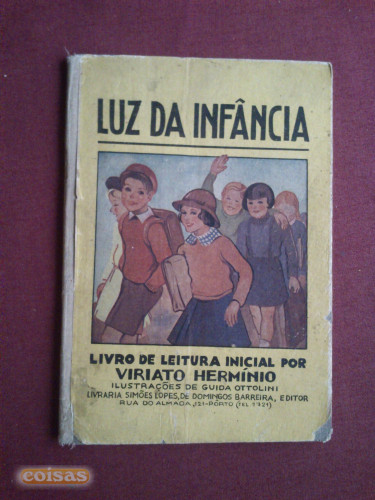 LUZ DA INFÂNCIA
LIVRO DE LEITURA INICIAL POR
VIRIATO HERMÍNIO
ILUSTRAÇÕES DE GUIDA OTTOLINI
LIVRARIA SIMÕES LOPES, DE DOMINGOS BARREIRA, EDITOR
RUA DO ALMADA, 121-PORTO (TEL 1721)
coisas